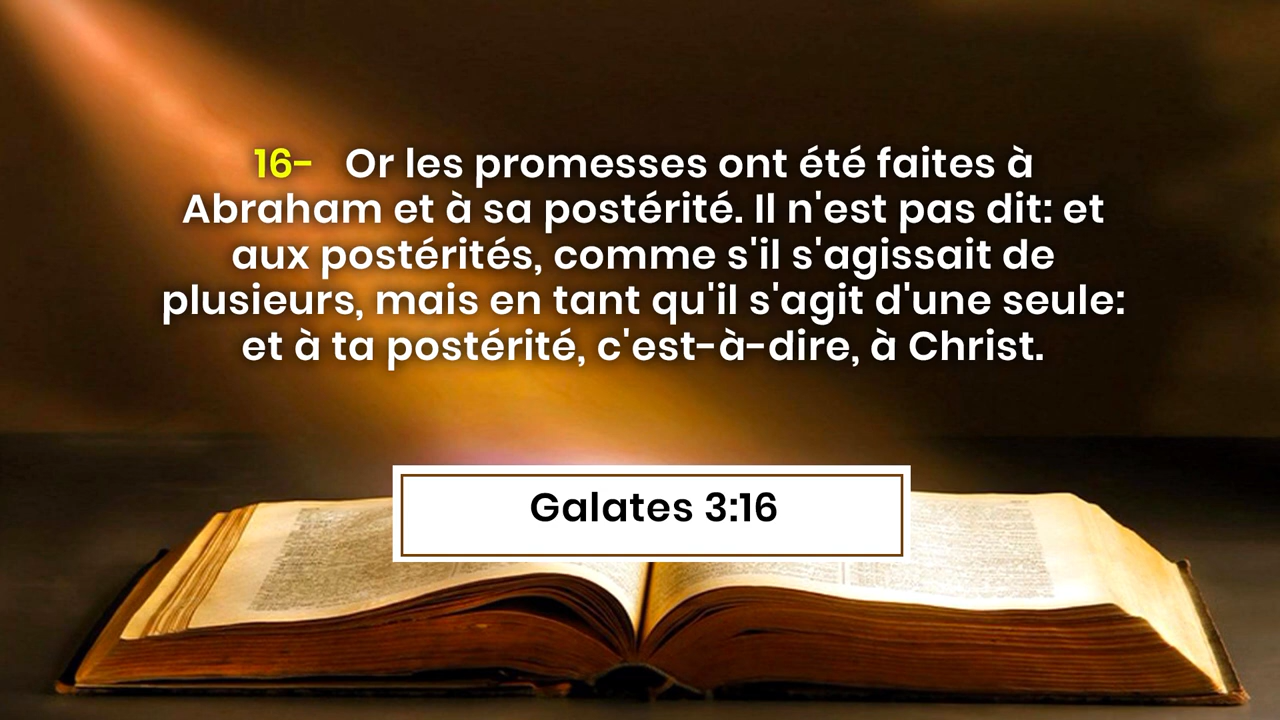 16- Or les promesses ont été faites à
Abraham et à sa postérité. Il n'est pas dit: et
aux postérités, comme s'il s'agissait de
plusieurs, mais en tant qu'il s'agit d'une seule:
et à ta postérité, c'est-à-dire, à Christ.
Galates 3:16